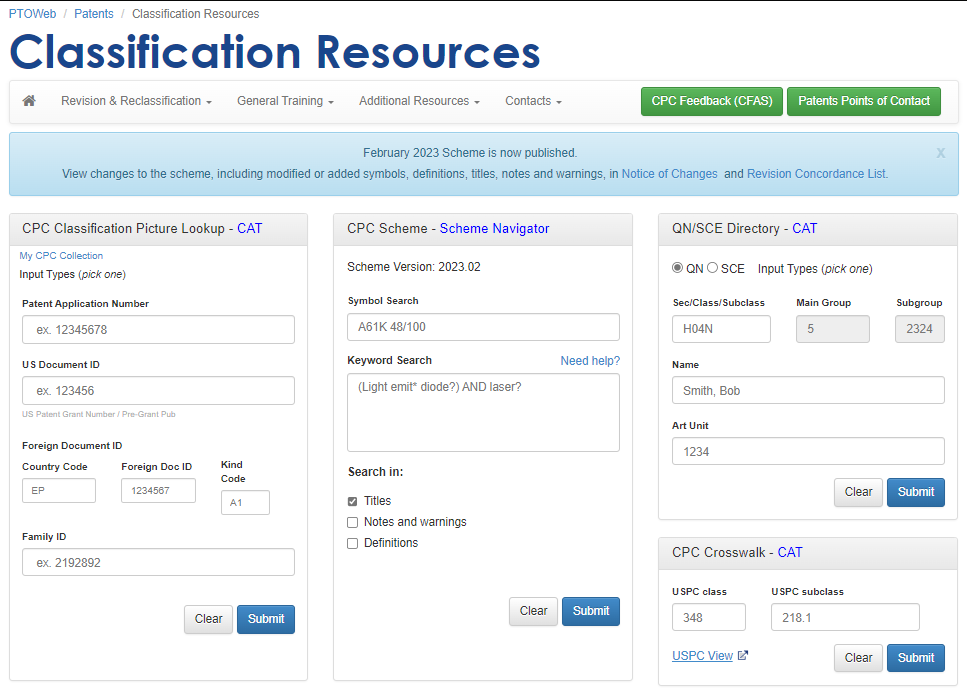 PTOWeb / Patents / Classification Resources
Classification Resources
Revision & Reclassification General Training Additional Resources Contacts CPC Feedback (CFAS) Patents Points of Contact
February 2023 Scheme is now published. x
View changes to the scheme, including modified or added symbols, definitions, titles, notes and warnings, in Notice of Changes and Revision Concordance List.
CPC Classification Picture Lookup - CAT
My CPC Collection
Input Types (pick one)
Patent Application Number
ex. 12345678
US Document ID
ex. 123456
US Patent Grant Number / Pre-Grant Pub
Foreign Document ID
Country Code Foreign Doc ID Kind Code
EP 1234567 A1
Family ID
ex. 2192892
Clear Submit
CPC Scheme - Scheme Navigator
Scheme Version: 2023.02
Symbol Search
A61K 48/100
Keyword Search Need help?
(Light emit* diode?) AND laser?
Search in:
Titles
Notes and warnings
Definitions
Clear Submit
QN/SCE Directory - CAT
QN SCE Input Types (pick one)
Sec/Class/Subclass Main Group Subgroup
H04N 5 2324
Name
Smith, Bob
Art Unit
1234
Clear Submit
CPC Crosswalk - CAT
USPC class USPC subclass
348 218.1
USPC View Clear Submit